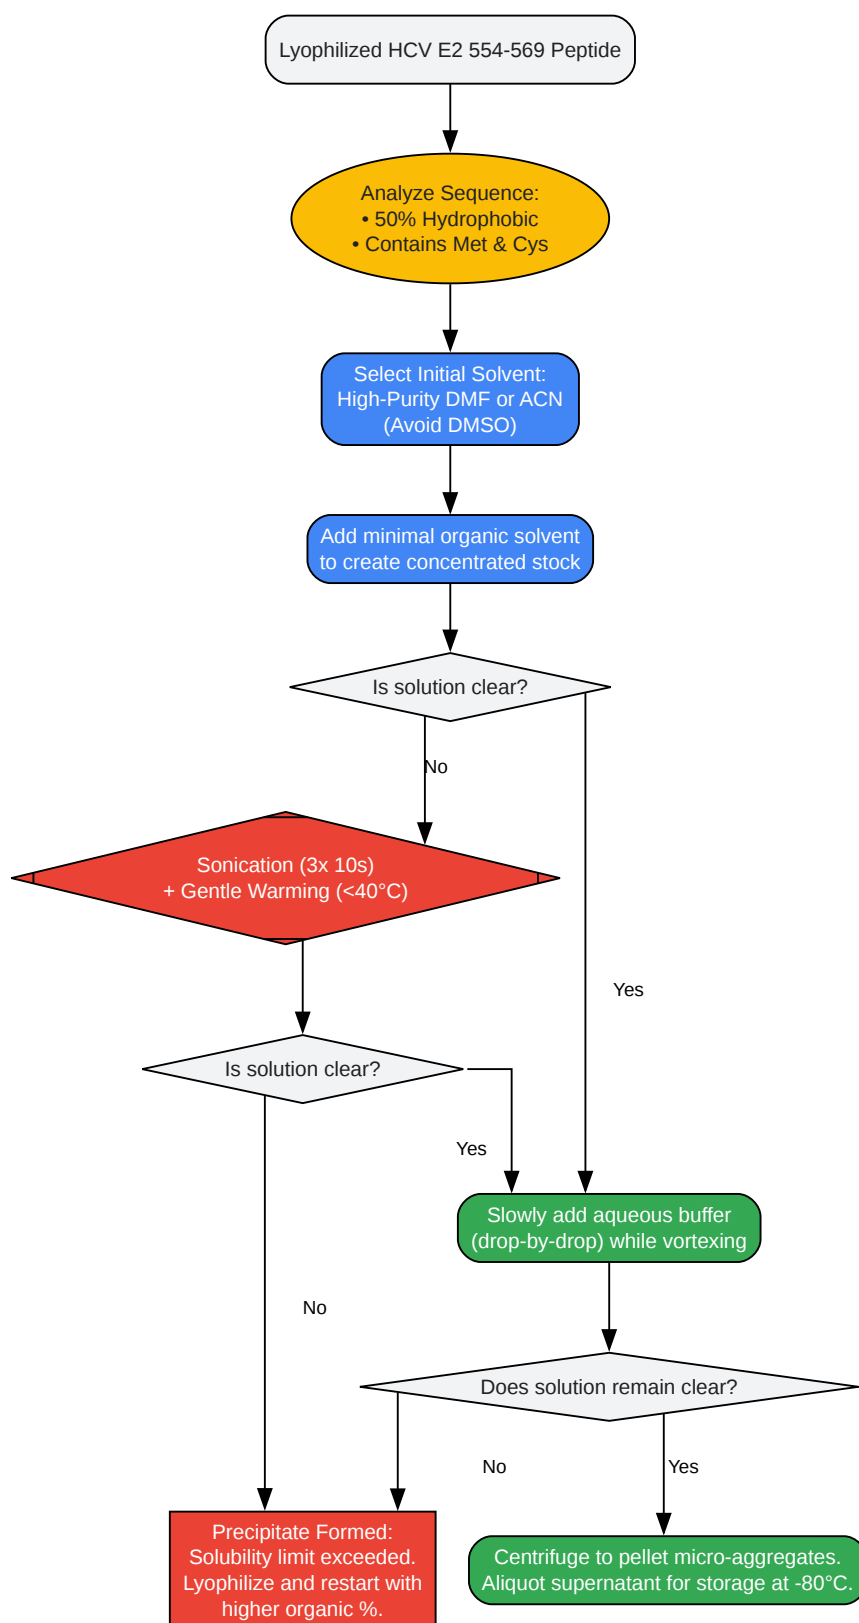 Lyophilized HCV E2 554-569 Peptide
Analyze Sequence:
• 50% Hydrophobic
• Contains Met & Cys
Select Initial Solvent:
High-Purity DMF or ACN
(Avoid DMSO)
Add minimal organic solvent
to create concentrated stock
Is solution clear?
No
Sonication (3x 10s)
+ Gentle Warming (<40°C)
Yes
Is solution clear?
Yes
Slowly add aqueous buffer
(drop-by-drop) while vortexing
No
Does solution remain clear?
No
Yes
Precipitate Formed:
Solubility limit exceeded.
Lyophilize and restart with
higher organic %.
Centrifuge to pellet micro-aggregates.
Aliquot supernatant for storage at -80°C.